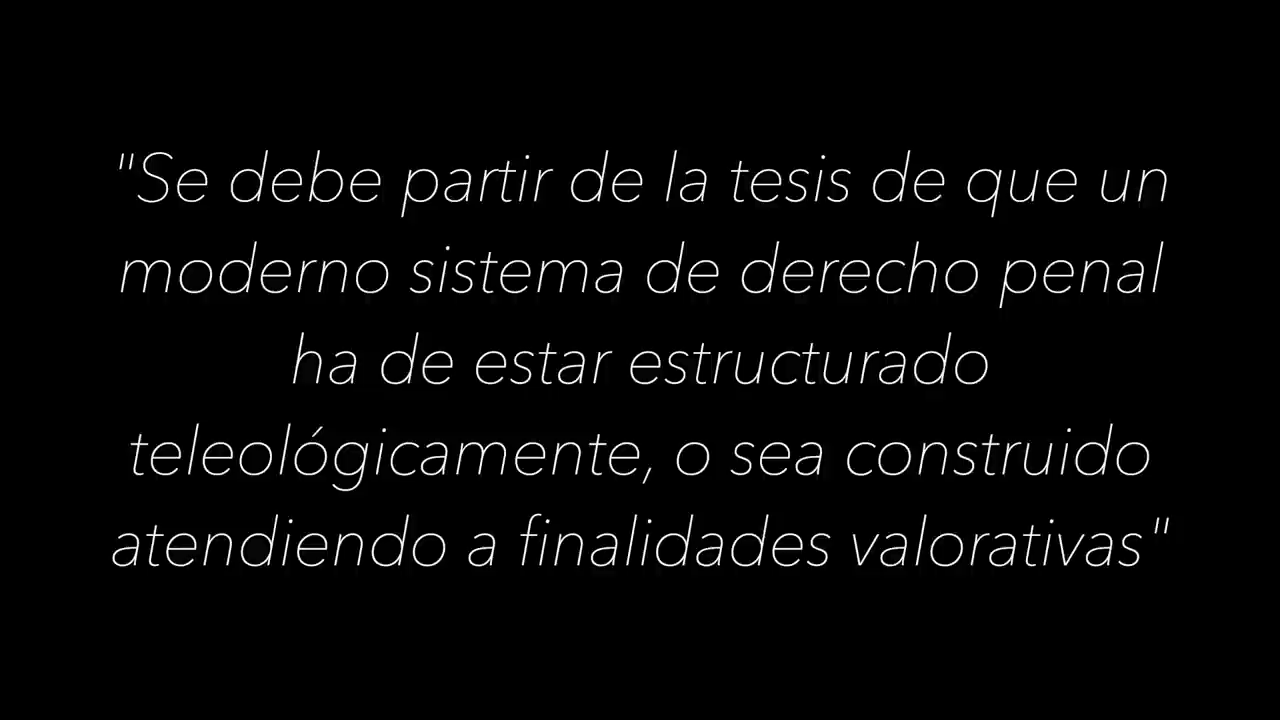 "Se debe partir de la tesis de que un
moderno sistema de derecho penal
ha de estar estructurado
teleológicamente, o sea construido
atendiendo a finalidades valorativas"